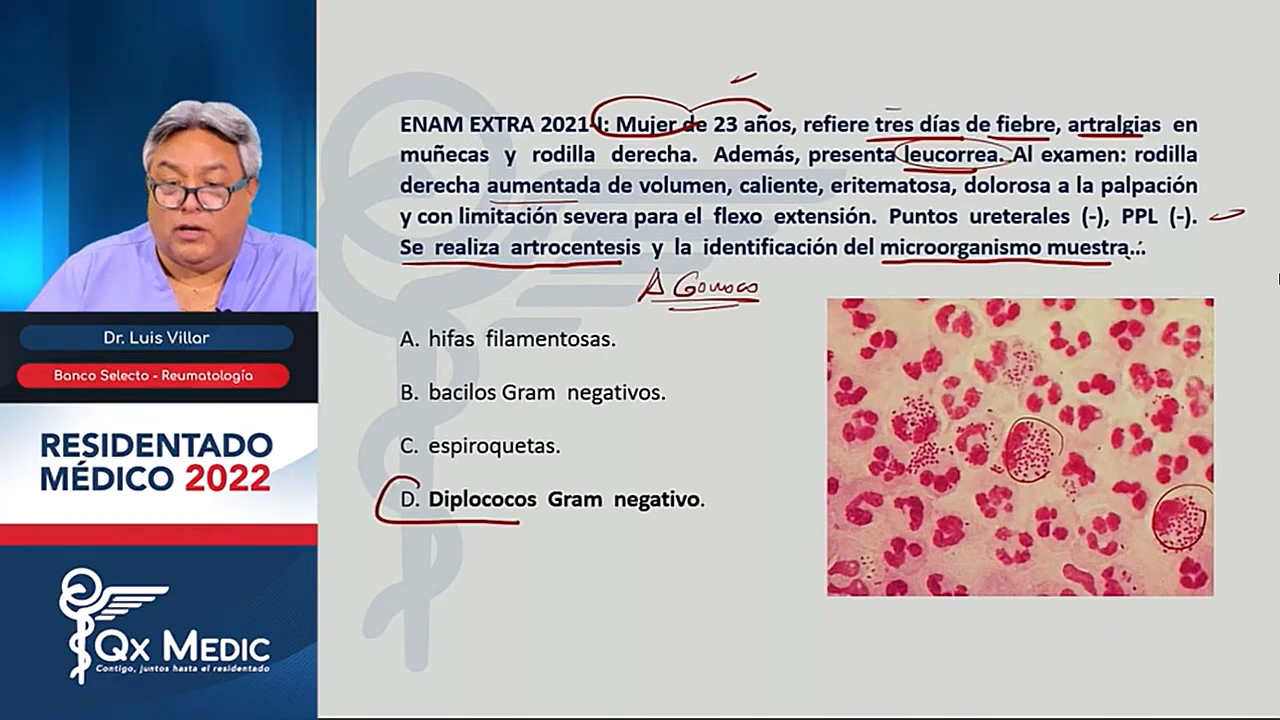 Dr. Luis Villar
Banco Selecto - Reumatología
RESIDENTADO
MÉDICO 2022
QX MEDIC
Contigo, juntos hasta el residentado
ENAM EXTRA 2021-I: Mujer de 23 años, refiere tres días de fiebre, artralgias en
muñecas y rodilla derecha. Además, presenta leucorrea. Al examen: rodilla
derecha aumentada de volumen, caliente, eritematosa, dolorosa a la palpación
y con limitación severa para el flexo extensión. Puntos ureterales (-), PPL (-).
Se realiza artrocentesis y la identificación del microorganismo muestra...
A Gonoco
A. hifas filamentosas.
B. bacilos Gram negativos.
C. espiroquetas.
D. Diplococos Gram negativo.